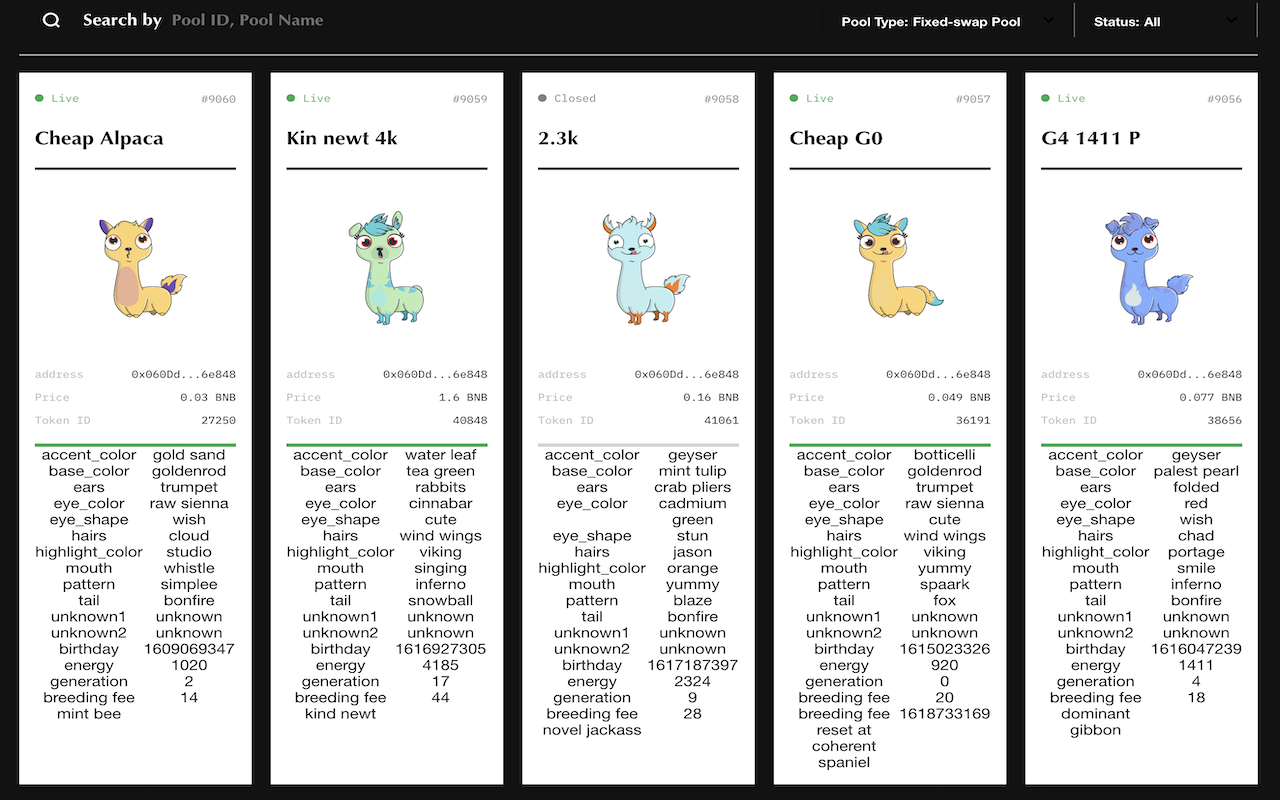 Search by Pool ID, Pool Name
Pool Type: Fixed-swap Pool
Status: All
Live #9060
Cheap Alpaca
address 0x060Dd...6e848
Price 0.03 BNB
Token ID 27250
accent_color gold sand
base_color goldenrod
ears trumpet
eye_color raw sienna
eye_shape wish
hairs cloud
highlight_color studio
mouth whistle
pattern simplee
tail bonfire
unknown1 unknown
unknown2 unknown
birthday 1609069347
energy 1020
generation 2
breeding fee 14
mint bee
Live #9059
Kin newt 4k
address 0x060Dd...6e848
Price 1.6 BNB
Token ID 40848
accent_color water leaf
base_color tea green
ears rabbits
eye_color cinnabar
eye_shape cute
hairs wind wings
highlight_color viking
mouth singing
pattern inferno
tail snowball
unknown1 unknown
unknown2 unknown
birthday 1616927305
energy 4185
generation 17
breeding fee 44
kind newt
Closed #9058
2.3k
address 0x060Dd...6e848
Price 0.16 BNB
Token ID 41061
accent_color geyser
base_color mint tulip
ears crab pliers
eye_color cadmium
green
eye_shape stun
hairs jason
highlight_color orange
mouth yummy
pattern blaze
tail bonfire
unknown1 unknown
unknown2 unknown
birthday 1617187397
energy 2324
generation 9
breeding fee 28
novel jackass
Live #9057
Cheap G0
address 0x060Dd...6e848
Price 0.049 BNB
Token ID 36191
accent_color botticelli
base_color goldenrod
ears trumpet
eye_color raw sienna
eye_shape cute
hairs wind wings
highlight_color viking
mouth yummy
pattern spaark
tail fox
unknown1 unknown
unknown2 unknown
birthday 1615023326
energy 920
generation 0
breeding fee 20
breeding fee 1618733169
reset at
coherent
spaniel
Live #9056
G4 1411 P
address 0x060Dd...6e848
Price 0.077 BNB
Token ID 38656
accent_color geyser
base_color palest pearl
ears folded
eye_color red
eye_shape wish
hairs chad
highlight_color portage
mouth smile
pattern inferno
tail bonfire
unknown1 unknown
unknown2 unknown
birthday 1616047239
energy 1411
generation 4
breeding fee 18
dominant
gibbon